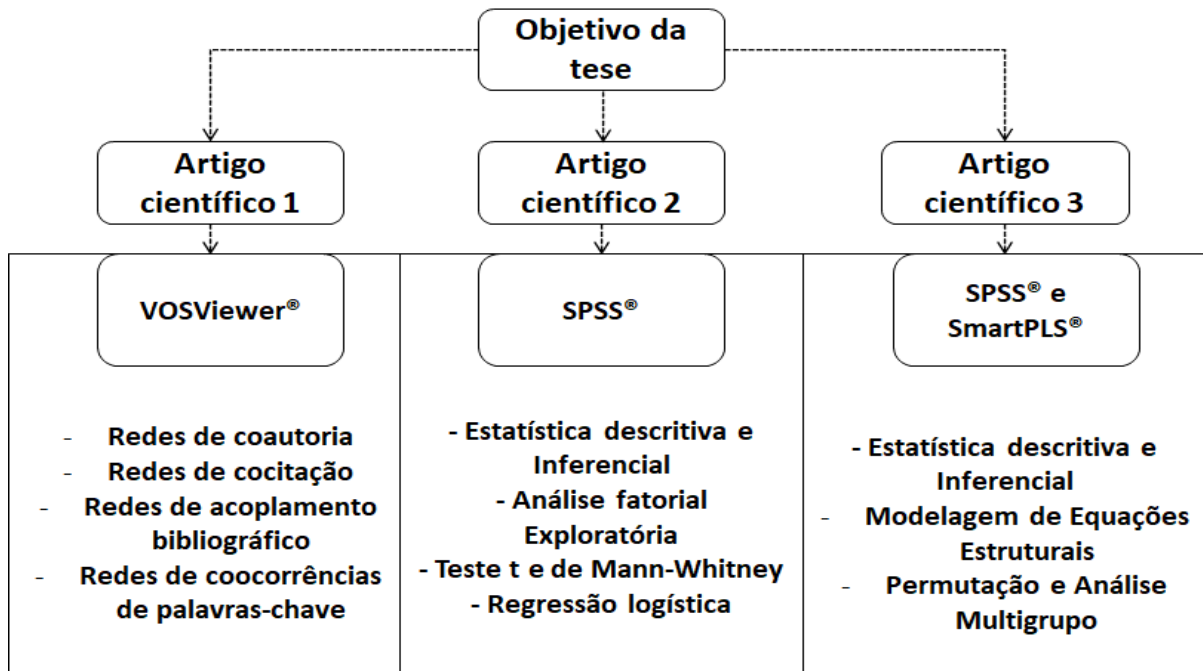 Objetivo da
tese
Artigo
científico 1
Artigo
científico 2
Artigo
científico 3
VOSViewer®
SPSS®
SPSS® e
SmartPLS®
- Redes de coautoria
- Redes de cocitação
- Redes de acoplamento
bibliográfico
- Redes de coocorrências
de palavras-chave
- Estatística descritiva e
Inferencial
- Análise fatorial
Exploratória
- Teste t e de Mann-Whitney
- Regressão logística
- Estatística descritiva e
Inferencial
- Modelagem de Equações
Estruturais
- Permutação e Análise
Multigrupo